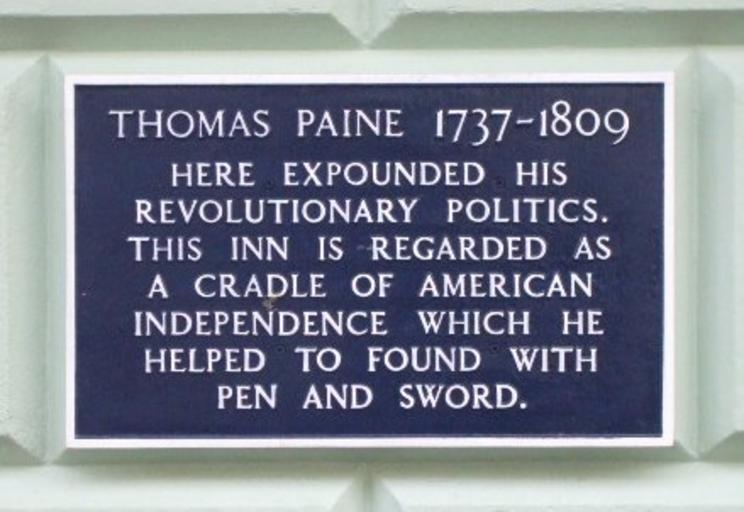 THOMAS PAINE 1737-1809
HERE EXPOUNDED HIS
REVOLUTIONARY POLITICS.
THIS INN IS REGARDED AS
A CRADLE OF AMERICAN
INDEPENDENCE WHICH HE
HELPED TO FOUND WITH
PEN AND SWORD.